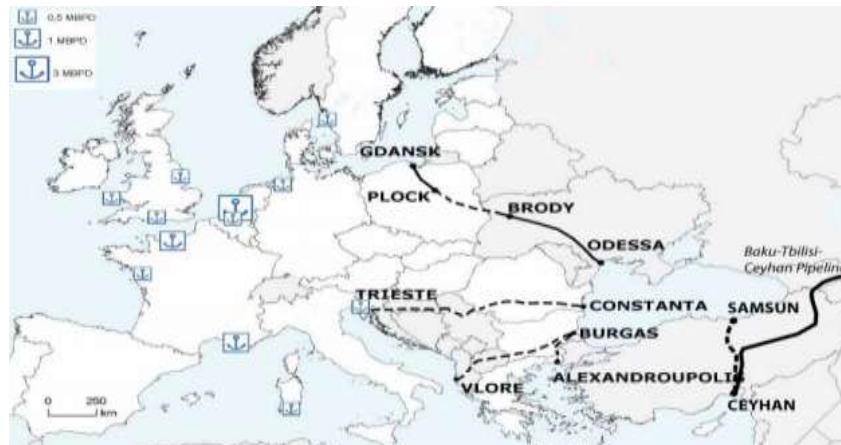 0,5 MBPD
1 MBPD
3 MBPD
GDANSK
PLOCK
BRODY
ODESSA
Baku-Tbilisi-
Ceyhan Pipeline
TRIESTE
CONSTANTA
SAMSUN
BURGAS
VLORE
ALEXANDROUPOLI
CEYHAN
0 250
km